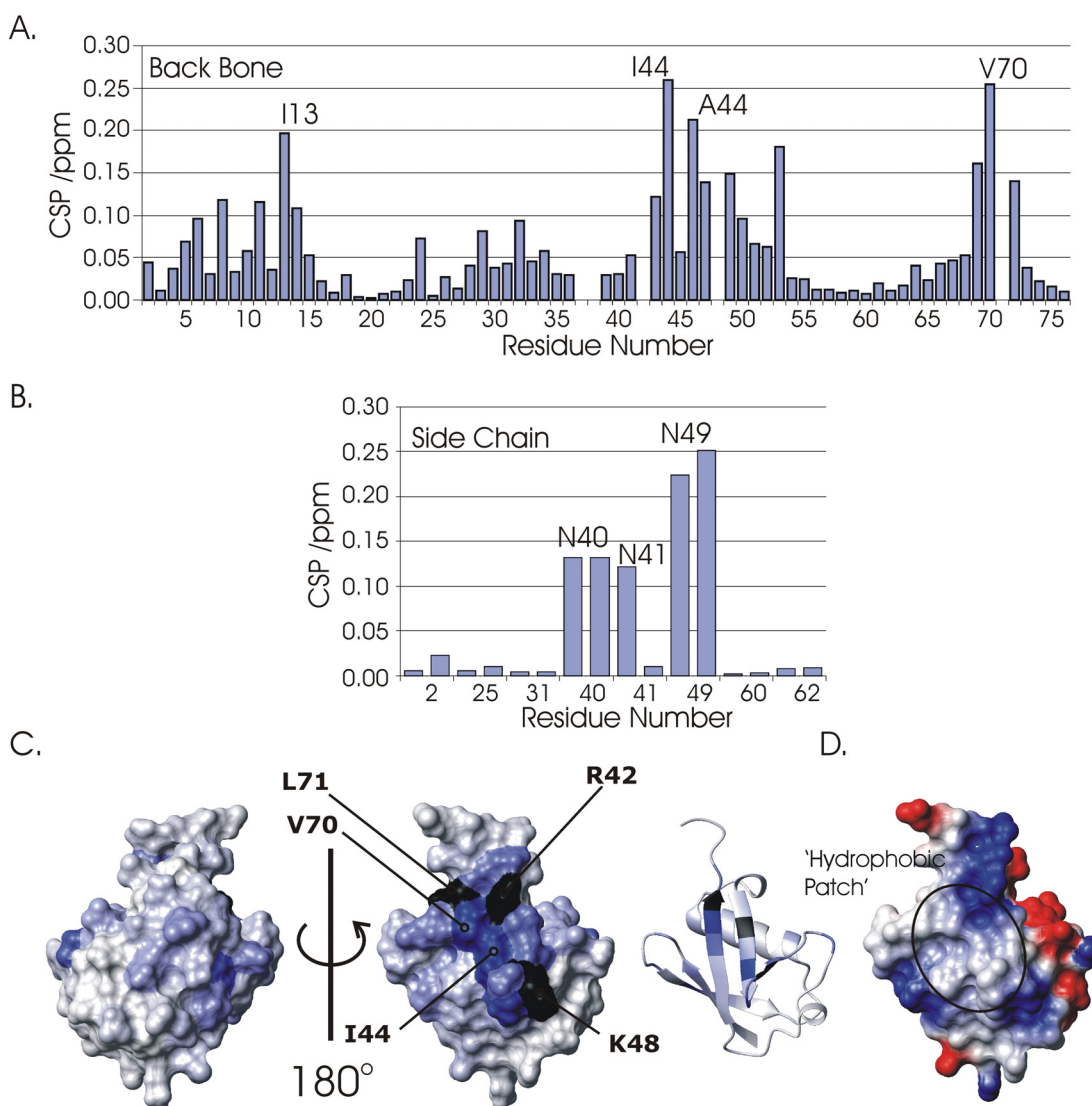 A.
0.30
0.25
0.20
0.15
0.10
0.05
0.00
CSP /ppm
Back Bone
I13
I44
A44
V70
5 10 15 20 25 30 35 40 45 50 55 60 65 70 75
Residue Number
B.
0.30
0.25
0.20
0.15
0.10
0.05
0.00
CSP /ppm
Side Chain
N40
N41
N49
2 25 31 40 41 49 60 62
Residue Number
C.
L71
V70
R42
I44
K48
180°
D.
'Hydrophobic
Patch'